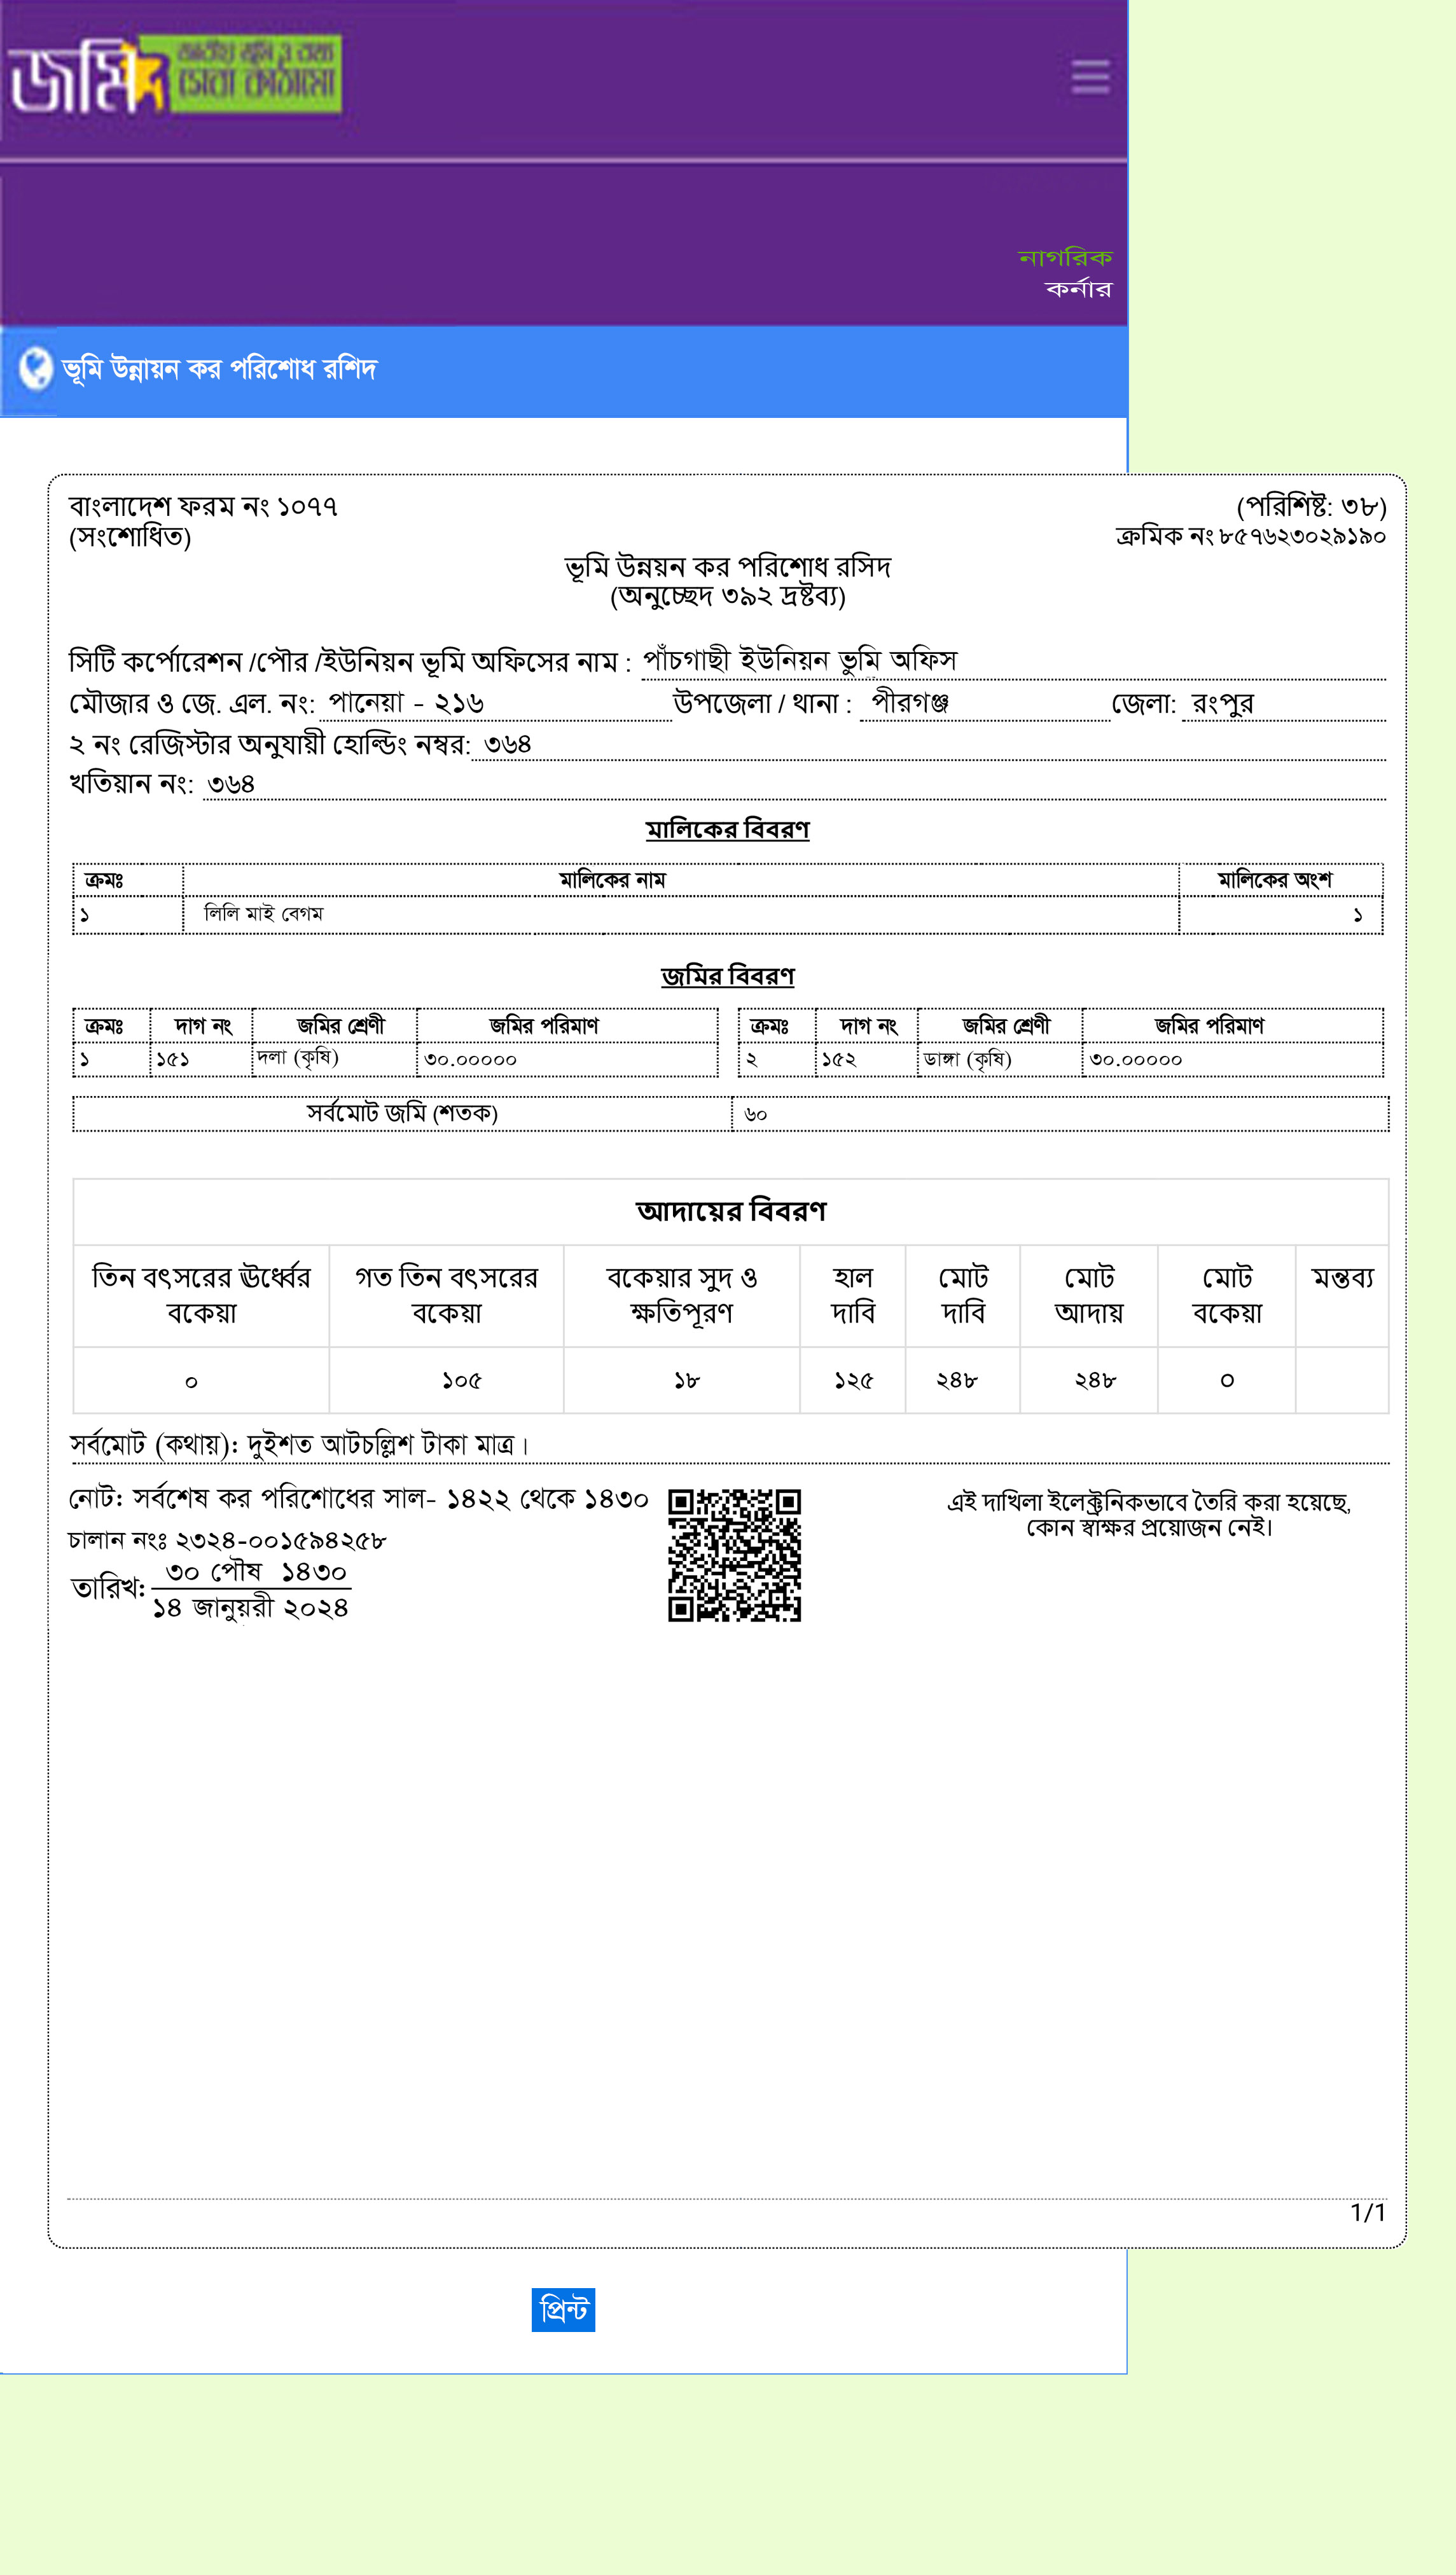 জমির
নাগরিক
কর্নার
ভূমি উন্নায়ন কর পরিশোধ রশিদ
বাংলাদেশ ফরম নং ১০৭৭
(সংশোধিত)
(পরিশিষ্ট: ৩৮)
ক্রমিক নং ৮৫৭৬২৩০২৯১৯০
ভূমি উন্নয়ন কর পরিশোধ রসিদ
(অনুচ্ছেদ ৩৯২ দ্রষ্টব্য)
সিটি কর্পোরেশন /পৌর /ইউনিয়ন ভূমি অফিসের নাম : পাঁচগাছী ইউনিয়ন ভুমি অফিস
মৌজার ও জে. এল. নং: পানেয়া - ২১৬ উপজেলা / থানা : পীরগঞ্জ জেলা: রংপুর
২ নং রেজিস্টার অনুযায়ী হোল্ডিং নম্বর: ৩৬৪
খতিয়ান নং: ৩৬৪
মালিকের বিবরণ
ক্রমঃ মালিকের নাম মালিকের অংশ
১ লিলি মাই বেগম ১
জমির বিবরণ
ক্রমঃ দাগ নং জমির শ্রেণী জমির পরিমাণ ক্রমঃ দাগ নং জমির শ্রেণী জমির পরিমাণ
১ ১৫১ দলা (কৃষি) ৩০.০০০০০ ২ ১৫২ ডাঙ্গা (কৃষি) ৩০.০০০০০
সর্বমোট জমি (শতক) ৬০
আদায়ের বিবরণ
তিন বৎসরের ঊর্ধ্বের বকেয়া গত তিন বৎসরের বকেয়া বকেয়ার সুদ ও ক্ষতিপূরণ হাল দাবি মোট দাবি মোট আদায় মোট বকেয়া মন্তব্য
০ ১০৫ ১৮ ১২৫ ২৪৮ ২৪৮ ০
সর্বমোট (কথায়): দুইশত আটচল্লিশ টাকা মাত্র।
নোট: সর্বশেষ কর পরিশোধের সাল- ১৪২২ থেকে ১৪৩০
চালান নংঃ ২৩২৪-০০১৫৯৪২৫৮
তারিখ: ৩০ পৌষ ১৪৩০
১৪ জানুয়রী ২০২৪
এই দাখিলা ইলেক্ট্রনিকভাবে তৈরি করা হয়েছে,
কোন স্বাক্ষর প্রয়োজন নেই।
1/1
প্রিন্ট